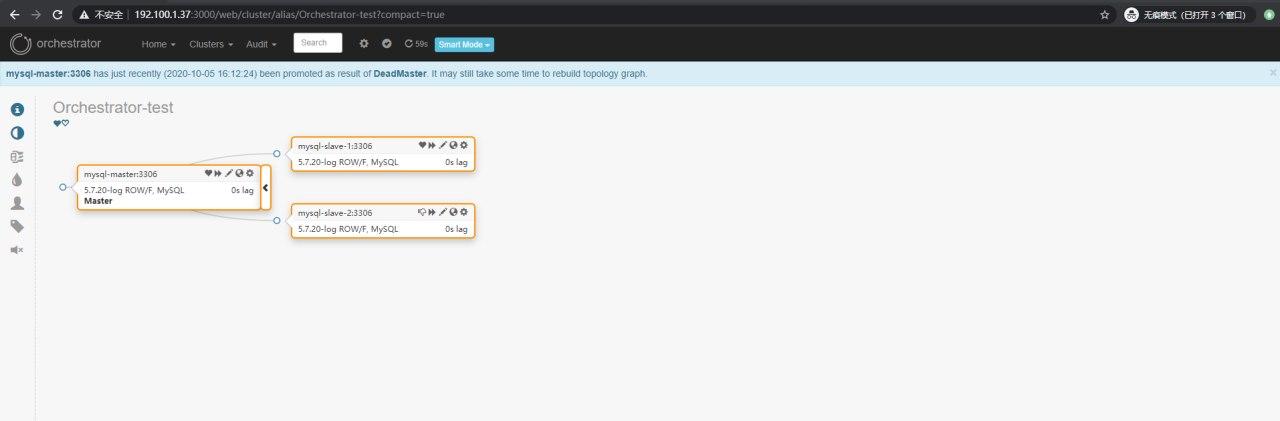 不安全 192.100.1.37:3000/web/cluster/alias/Orchestrator-test?compact=true 无痕模式（已打开 3 个窗口）
orchestrator Home Clusters Audit Search 59s Smart Mode
mysql-master:3306 has just recently (2020-10-05 16:12:24) been promoted as result of DeadMaster. It may still take some time to rebuild topology graph. ×
Orchestrator-test
mysql-slave-1:3306
5.7.20-log ROW/F, MySQL 0s lag
mysql-master:3306
5.7.20-log ROW/F, MySQL 0s lag
Master
mysql-slave-2:3306
5.7.20-log ROW/F, MySQL 0s lag